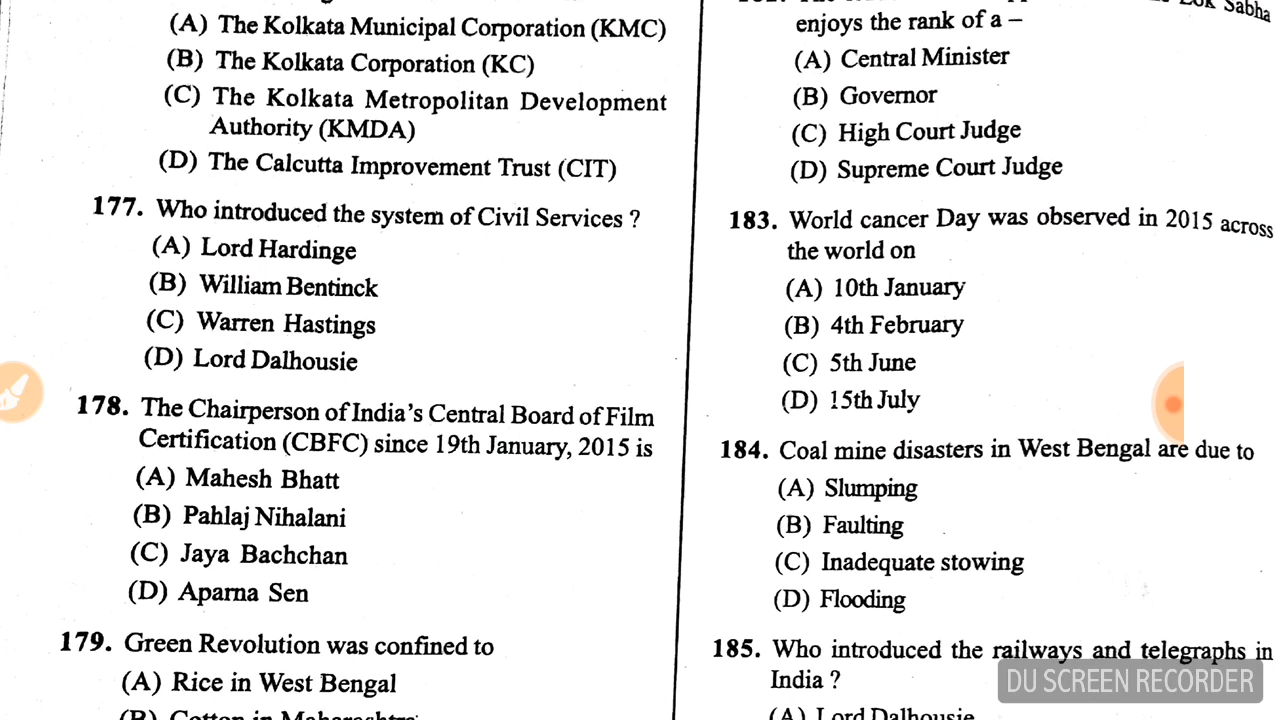 (A) The Kolkata Municipal Corporation (KMC)
(B) The Kolkata Corporation (KC)
(C) The Kolkata Metropolitan Development
Authority (KMDA)
(D) The Calcutta Improvement Trust (CIT)
177. Who introduced the system of Civil Services ?
(A) Lord Hardinge
(B) William Bentinck
(C) Warren Hastings
(D) Lord Dalhousie
178. The Chairperson of India's Central Board of Film
Certification (CBFC) since 19th January, 2015 is
(A) Mahesh Bhatt
(B) Pahlaj Nihalani
(C) Jaya Bachchan
(D) Aparna Sen
179. Green Revolution was confined to
(A) Rice in West Bengal
(B) Cotton in Maharashtra
Lok Sabha
enjoys the rank of a –
(A) Central Minister
(B) Governor
(C) High Court Judge
(D) Supreme Court Judge
183. World cancer Day was observed in 2015 across
the world on
(A) 10th January
(B) 4th February
(C) 5th June
(D) 15th July
184. Coal mine disasters in West Bengal are due to
(A) Slumping
(B) Faulting
(C) Inadequate stowing
(D) Flooding
185. Who introduced the railways and telegraphs in
India ?
(A) Lord Dalhousie
DU SCREEN RECORDER